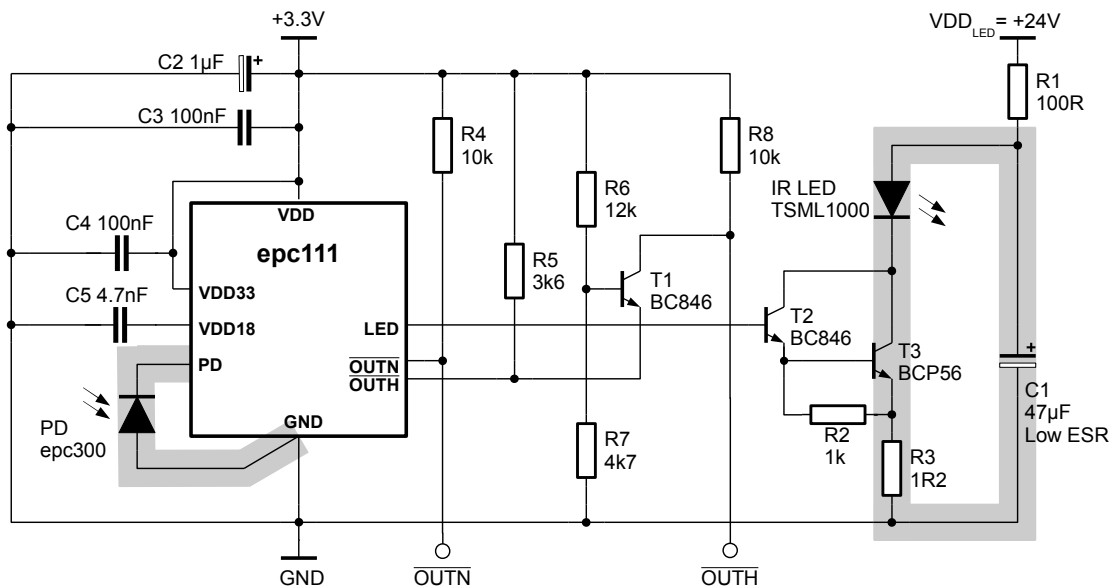 +3.3V
VDD LED = +24V
C2 1µF
+
R1
100R
C3 100nF
R4
10k
R8
10k
IR LED
TSML1000
R6
12k
VDD
C4 100nF
epc111
R5
3k6
T1
BC846
C5 4.7nF
VDD33
VDD18
LED
T2
BC846
PD
OUTN
OUTH
T3
BCP56
+
C1
47µF
Low ESR
PD
epc300
GND
R2
1k
R7
4k7
R3
1R2
GND
OUTN
OUTH